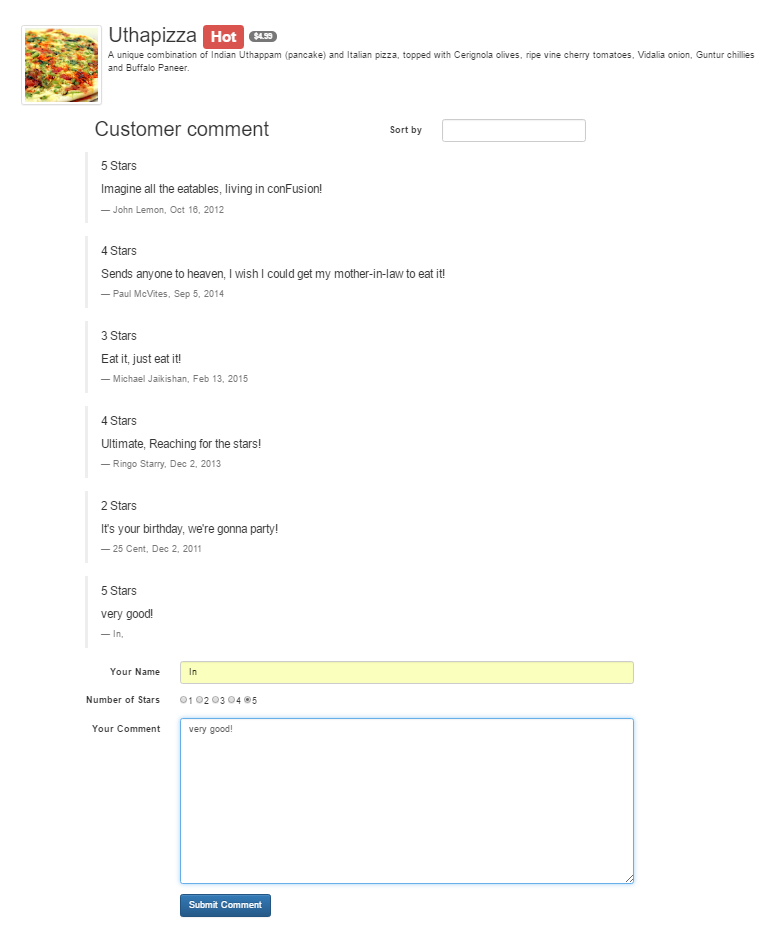 Uthapizza Hot $4.99
A unique combination of Indian Uthappam (pancake) and Italian pizza, topped with Cerignola olives, ripe vine cherry tomatoes, Vidalia onion, Guntur chillies
and Buffalo Paneer.
Customer comment Sort by
5 Stars
Imagine all the eatables, living in conFusion!
— John Lemon, Oct 16, 2012
4 Stars
Sends anyone to heaven, I wish I could get my mother-in-law to eat it!
— Paul McVites, Sep 5, 2014
3 Stars
Eat it, just eat it!
— Michael Jaikishan, Feb 13, 2015
4 Stars
Ultimate, Reaching for the stars!
— Ringo Starry, Dec 2, 2013
2 Stars
It's your birthday, we're gonna party!
— 25 Cent, Dec 2, 2011
5 Stars
very good!
— In,
Your Name In
Number of Stars 1 2 3 4 5
Your Comment very good!
Submit Comment